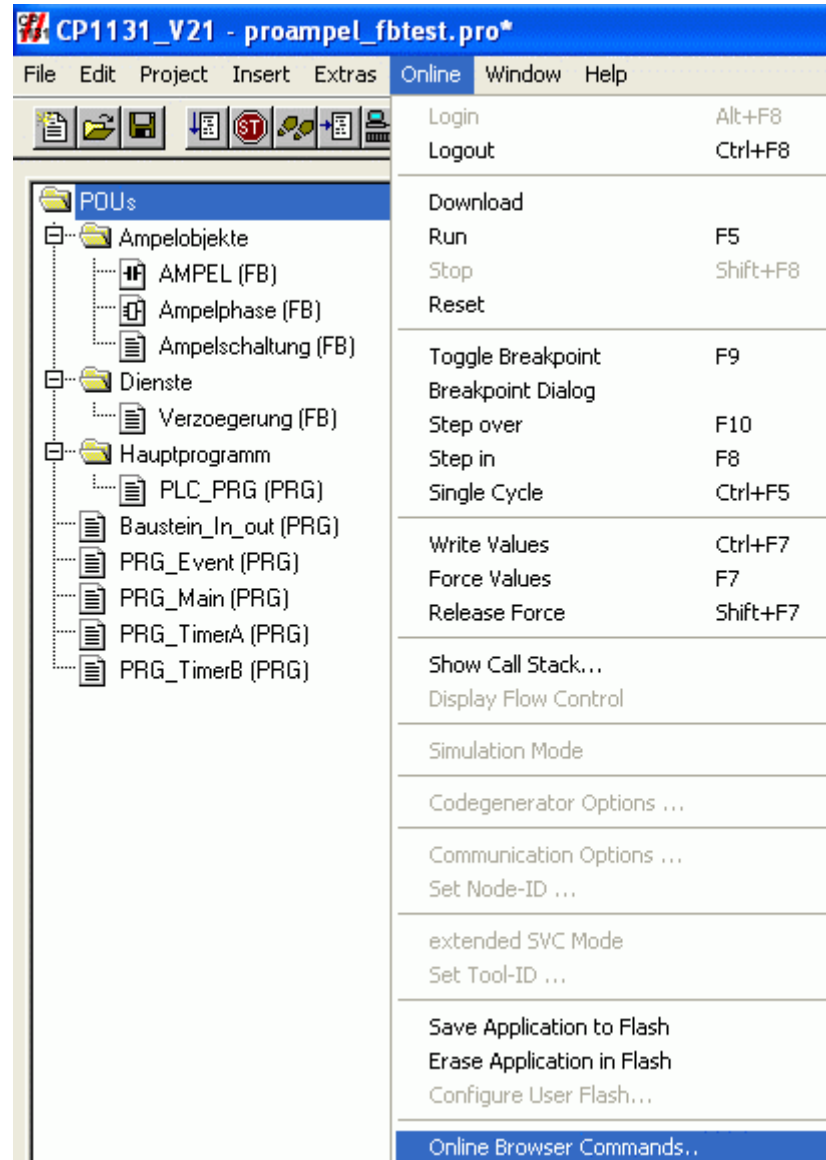 CP1131_V21 - proampel_fbtest.pro*
File Edit Project Insert Extras Online Window Help
ST
POUs
Ampelobjekte
AMPEL (FB)
Ampelphase (FB)
Ampelschaltung (FB)
Dienste
Verzoegerung (FB)
Hauptprogramm
PLC_PRG (PRG)
Baustein_In_out (PRG)
PRG_Event (PRG)
PRG_Main (PRG)
PRG_TimerA (PRG)
PRG_TimerB (PRG)
Login Alt+F8
Logout Ctrl+F8
Download
Run F5
Stop Shift+F8
Reset
Toggle Breakpoint F9
Breakpoint Dialog
Step over F10
Step in F8
Single Cycle Ctrl+F5
Write Values Ctrl+F7
Force Values F7
Release Force Shift+F7
Show Call Stack...
Display Flow Control
Simulation Mode
Codegenerator Options ...
Communication Options ...
Set Node-ID ...
extended SVC Mode
Set Tool-ID ...
Save Application to Flash
Erase Application in Flash
Configure User Flash...
Online Browser Commands..